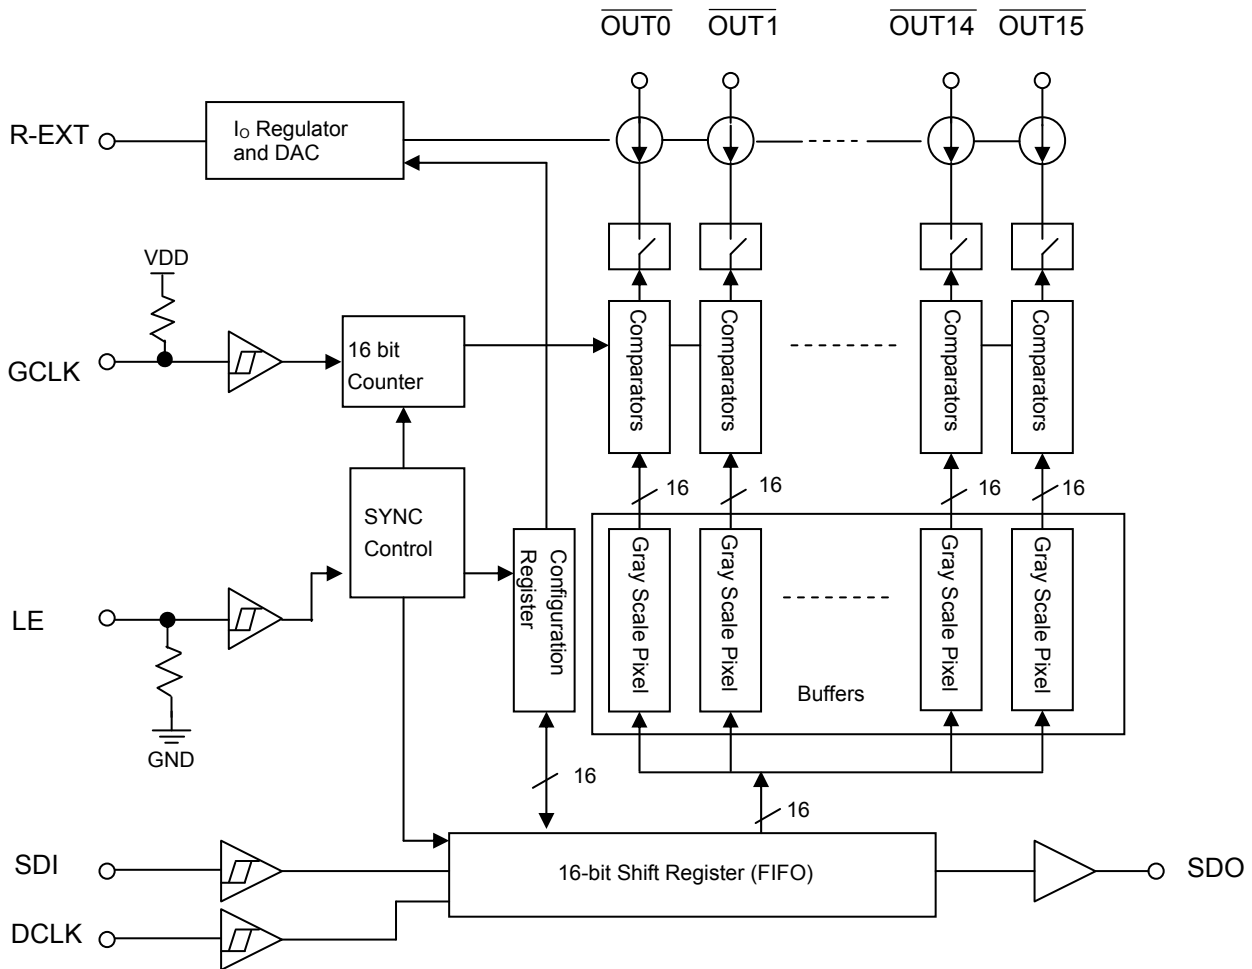 OUT0 OUT1 OUT14 OUT15
R-EXT
IO Regulator
and DAC
VDD
GCLK
16 bit
Counter
Comparators
Comparators
Comparators
Comparators
16
16
16
16
SYNC
Control
LE
Configuration
Register
Gray Scale Pixel
Gray Scale Pixel
Gray Scale Pixel
Gray Scale Pixel
Buffers
GND
16
16
SDI
16-bit Shift Register (FIFO)
SDO
DCLK